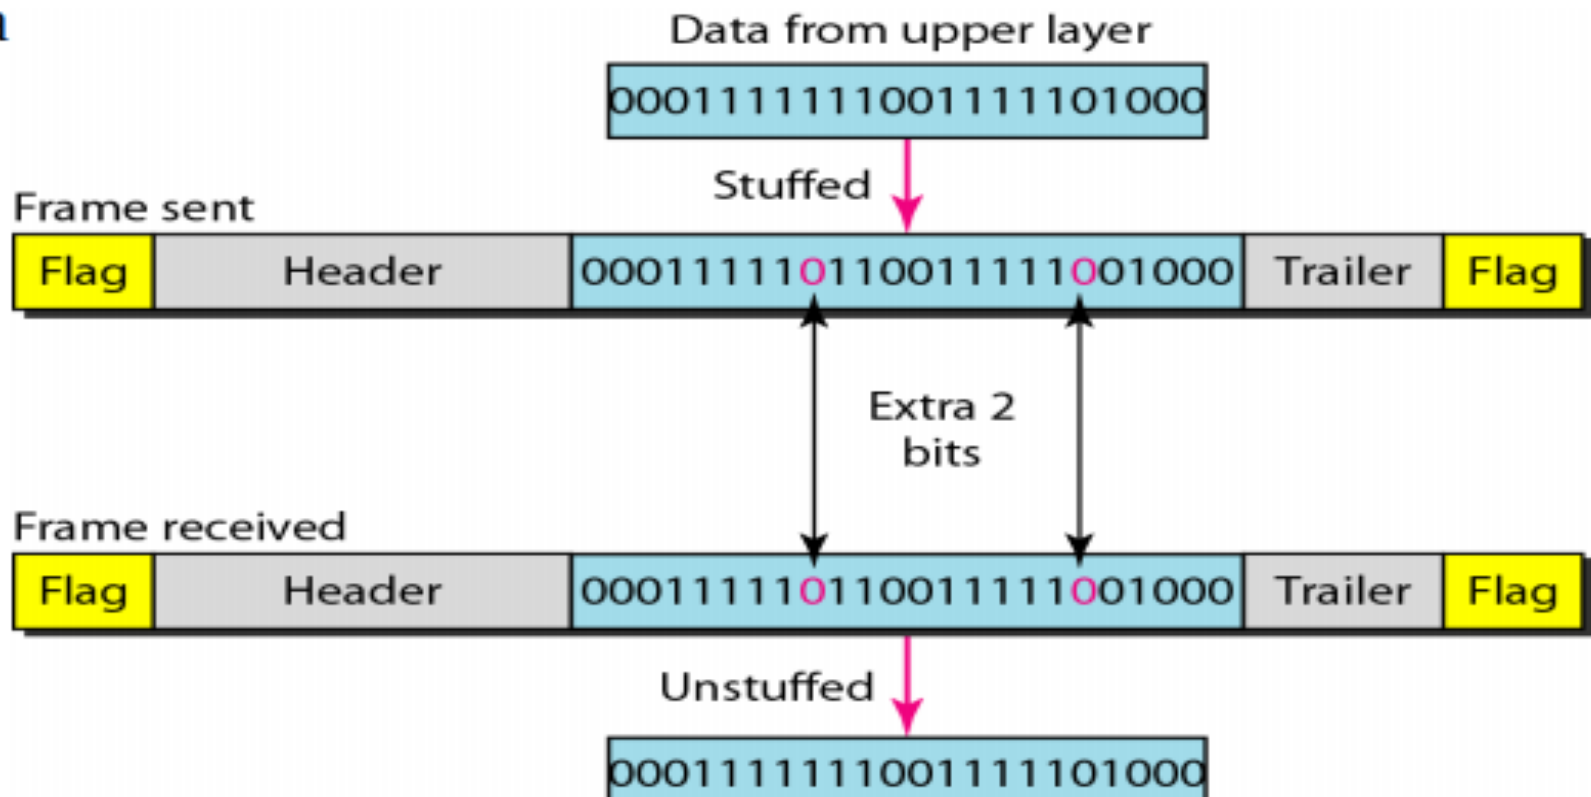 Data from upper layer
0001111111001111101000
Stuffed
Frame sent
Flag Header 000111110110011111001000 Trailer Flag
Extra 2
bits
Frame received
Flag Header 000111110110011111001000 Trailer Flag
Unstuffed
0001111111001111101000